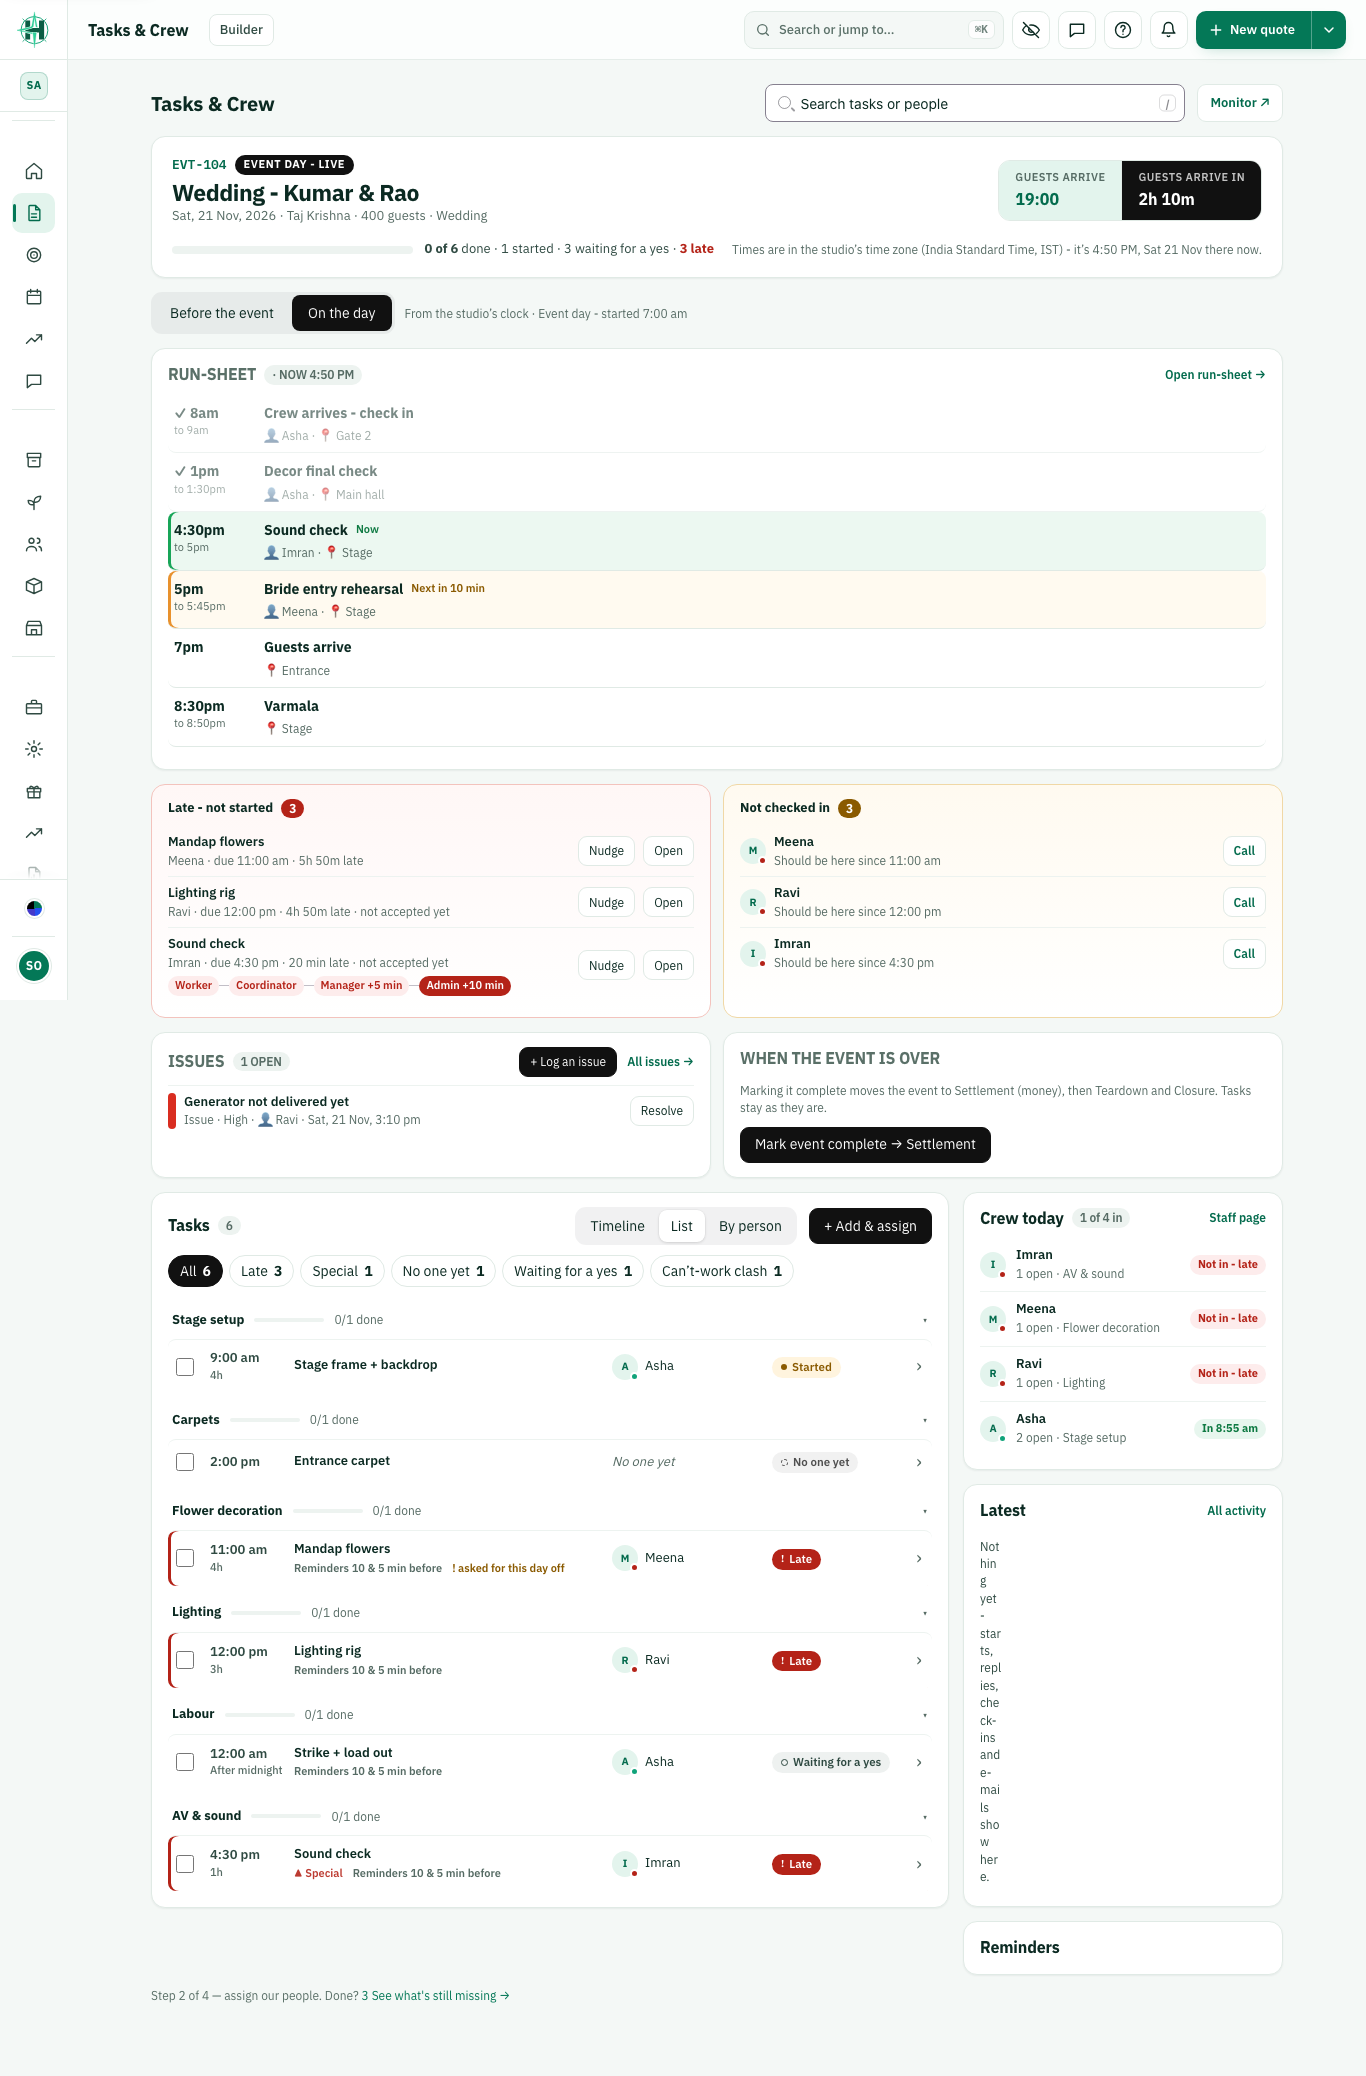 Tasks & Crew
Builder
Search or jump to...
⌘K
New quote
SA
SO
Tasks & Crew
Search tasks or people
/
Monitor ↗
EVT-104
EVENT DAY - LIVE
Wedding - Kumar & Rao
Sat, 21 Nov, 2026 · Taj Krishna · 400 guests · Wedding
GUESTS ARRIVE
19:00
GUESTS ARRIVE IN
2h 10m
0 of 6 done · 1 started · 3 waiting for a yes · 3 late
Times are in the studio's time zone (India Standard Time, IST) - it's 4:50 PM, Sat 21 Nov there now.
Before the event
On the day
From the studio's clock · Event day - started 7:00 am
RUN-SHEET
· NOW 4:50 PM
Open run-sheet →
✓ 8am
to 9am
Crew arrives - check in
Asha · Gate 2
✓ 1pm
to 1:30pm
Decor final check
Asha · Main hall
4:30pm
to 5pm
Sound check
Now
Imran · Stage
5pm
to 5:45pm
Bride entry rehearsal
Next in 10 min
Meena · Stage
7pm
Guests arrive
Entrance
8:30pm
to 8:50pm
Varmala
Stage
Late - not started 3
Mandap flowers
Meena · due 11:00 am · 5h 50m late
Nudge
Open
Lighting rig
Ravi · due 12:00 pm · 4h 50m late · not accepted yet
Nudge
Open
Sound check
Imran · due 4:30 pm · 20 min late · not accepted yet
Worker
Coordinator
Manager +5 min
Admin +10 min
Nudge
Open
Not checked in 3
M
Meena
Should be here since 11:00 am
Call
R
Ravi
Should be here since 12:00 pm
Call
I
Imran
Should be here since 4:30 pm
Call
ISSUES
1 OPEN
+ Log an issue
All issues →
Generator not delivered yet
Issue · High · Ravi · Sat, 21 Nov, 3:10 pm
Resolve
WHEN THE EVENT IS OVER
Marking it complete moves the event to Settlement (money), then Teardown and Closure. Tasks
stay as they are.
Mark event complete → Settlement
Tasks 6
Timeline
List
By person
+ Add & assign
All 6
Late 3
Special 1
No one yet 1
Waiting for a yes 1
Can't-work clash 1
Stage setup
0/1 done
9:00 am
4h
Stage frame + backdrop
A
Asha
Started
Carpets
0/1 done
2:00 pm
Entrance carpet
No one yet
No one yet
Flower decoration
0/1 done
11:00 am
4h
Mandap flowers
Reminders 10 & 5 min before
! asked for this day off
M
Meena
! Late
Lighting
0/1 done
12:00 pm
3h
Lighting rig
Reminders 10 & 5 min before
R
Ravi
! Late
Labour
0/1 done
12:00 am
After midnight
Strike + load out
Reminders 10 & 5 min before
A
Asha
Waiting for a yes
AV & sound
0/1 done
4:30 pm
1h
Sound check
Special
Reminders 10 & 5 min before
I
Imran
! Late
Crew today
1 of 4 in
Staff page
I
Imran
1 open · AV & sound
Not in - late
M
Meena
1 open · Flower decoration
Not in - late
R
Ravi
1 open · Lighting
Not in - late
A
Asha
2 open · Stage setup
In 8:55 am
Latest
All activity
Not
hin
g
yet
-
star
ts,
repl
ies,
che
ck-
ins
and
e-
mai
ls
sho
w
her
e.
Reminders
Step 2 of 4 — assign our people. Done? 3 See what's still missing →